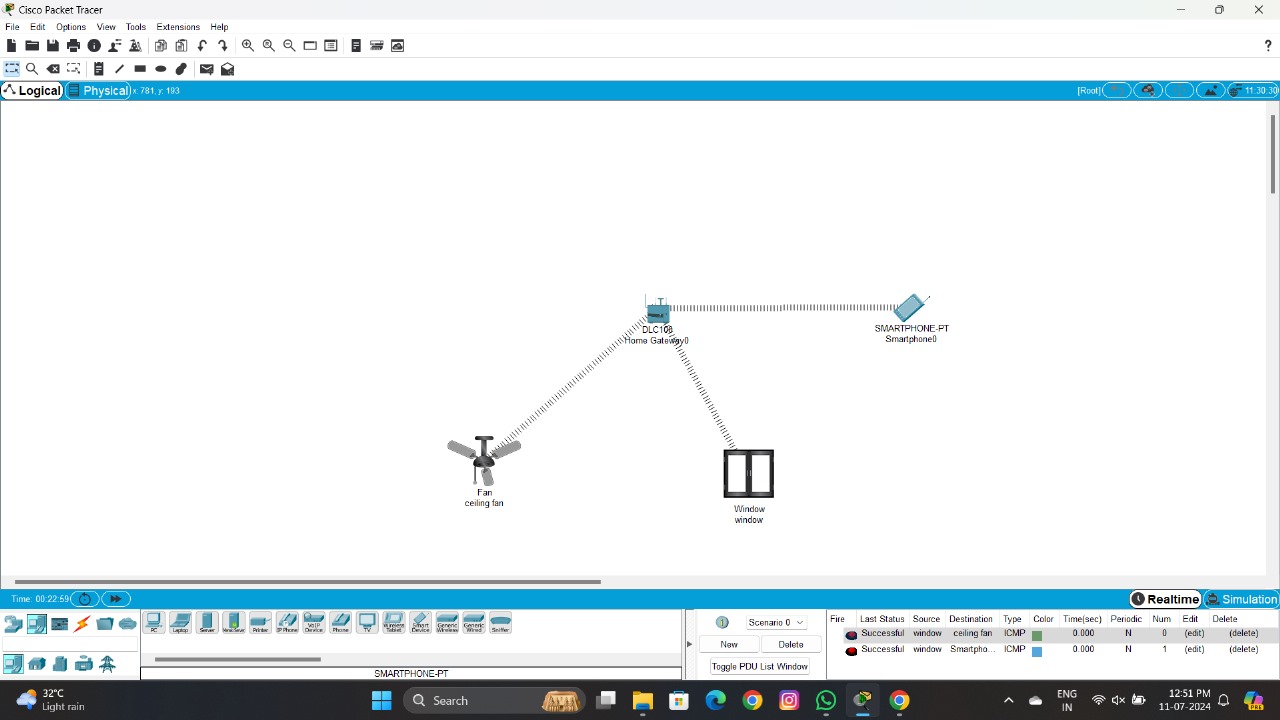 Cisco Packet Tracer
File Edit Options View Tools Extensions Help
?
Logical Physical x: 781, y: 193 [Root] 11:30:30
DLC100
Home Gateway0
SMARTPHONE-PT
Smartphone0
Fan
ceiling fan
Window
window
Time: 00:22:59 Realtime Simulation
PC Laptop Server Printer IP Phone VoIP Device Phone TV Wireless Tablet Smart Device Generic Wireless Generic Wired Sniffer
SMARTPHONE-PT
Scenario 0
New Delete
Toggle PDU List Window
Fire Last Status Source Destination Type Color Time(sec) Periodic Num Edit Delete
Successful window ceiling fan ICMP 0.000 N 0 (edit) (delete)
Successful window Smartpho... ICMP 0.000 N 1 (edit) (delete)
32°C
Light rain
Search
ENG
IN
12:51 PM
11-07-2024